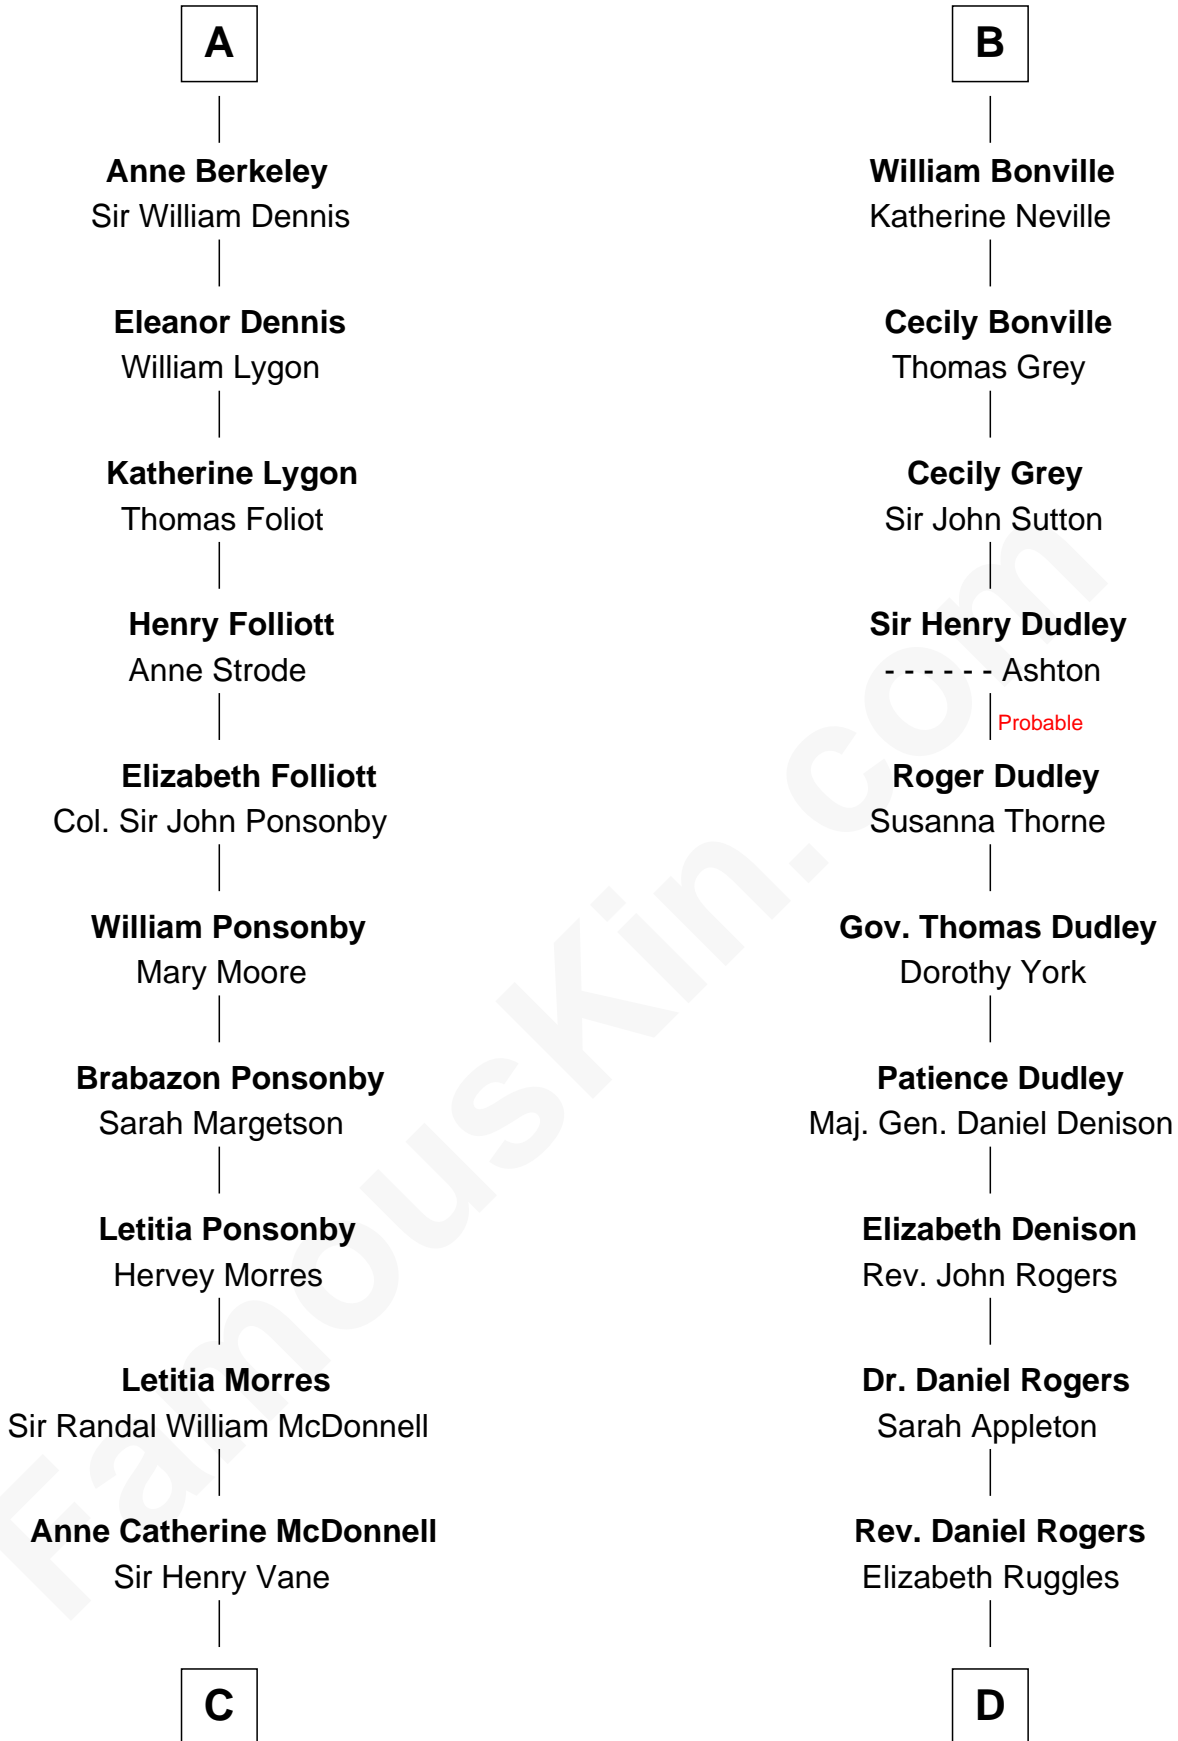 A
Anne Berkeley
Sir William Dennis
Eleanor Dennis
William Lygon
Katherine Lygon
Thomas Foliot
Henry Folliott
Anne Strode
Elizabeth Folliott
Col. Sir John Ponsonby
William Ponsonby
Mary Moore
Brabazon Ponsonby
Sarah Margetson
Letitia Ponsonby
Hervey Morres
Letitia Morres
Sir Randal William McDonnell
Anne Catherine McDonnell
Sir Henry Vane
C
B
William Bonville
Katherine Neville
Cecily Bonville
Thomas Grey
Cecily Grey
Sir John Sutton
Sir Henry Dudley
- - - - - - Ashton
Probable
Roger Dudley
Susanna Thorne
Gov. Thomas Dudley
Dorothy York
Patience Dudley
Maj. Gen. Daniel Denison
Elizabeth Denison
Rev. John Rogers
Dr. Daniel Rogers
Sarah Appleton
Rev. Daniel Rogers
Elizabeth Ruggles
D
FamousKin.com